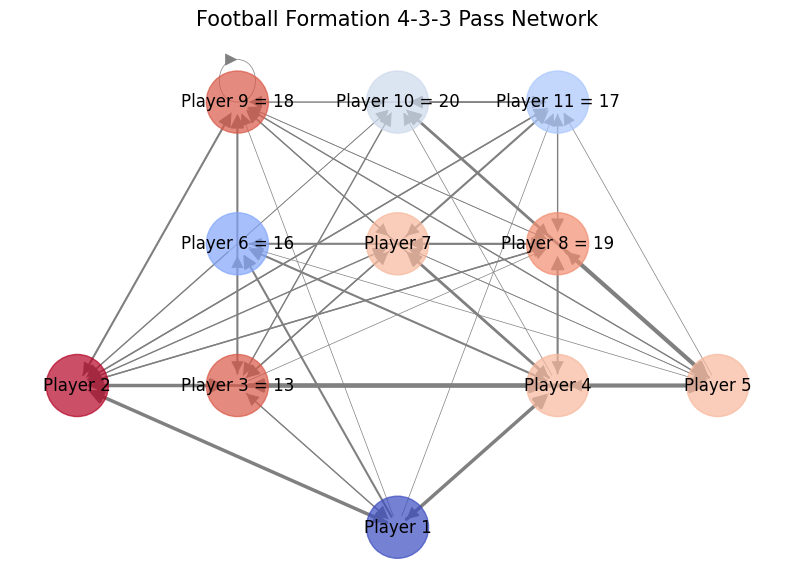 Football Formation 4-3-3 Pass Network
Player 9 = 18
Player 10 = 20
Player 11 = 17
Player 6 = 16
Player 7
Player 8 = 19
Player 2
Player 3 = 13
Player 4
Player 5
Player 1